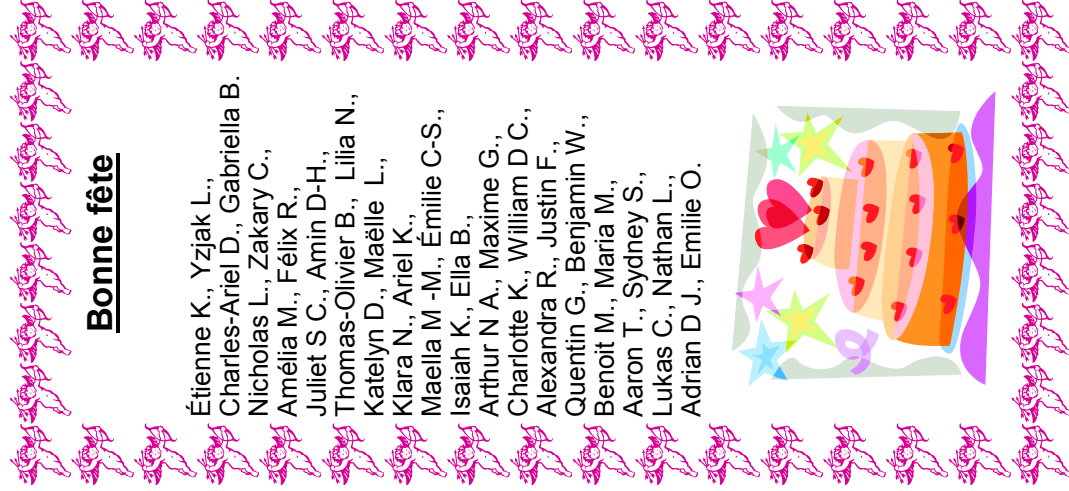 Bonne fête
Étienne K., Yzjak L.,
Charles-Ariel D., Gabriella B.
Nicholas L., Zakary C.,
Amélia M., Félix R.,
Juliet S C., Amin D-H.,
Thomas-Olivier B., Lilia N.,
Katelyn D., Maëlle L.,
Klara N., Ariel K.,
Maella M -M., Émilie C-S.,
Isaiah K., Ella B.,
Arthur N A., Maxime G.,
Charlotte K., William D C.,
Alexandra R., Justin F.,
Quentin G., Benjamin W.,
Benoit M., Maria M.,
Aaron T., Sydney S.,
Lukas C., Nathan L.,
Adrian D J., Emilie O.